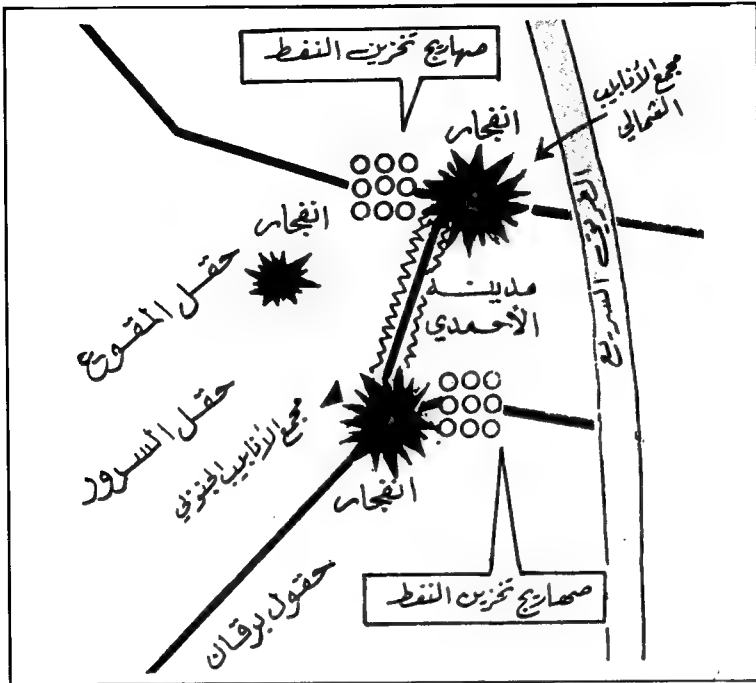 صهاريج تخزين النفط
مجمع الأنابيب
الشمالي
انفجار
انفجار
الطريق السريع
حقل المقوع
مدينة
الأحمدي
حقل السرور
مجمع الأنابيب الجنوبي
انفجار
حقول برقان
صهاريج تخزين النفط